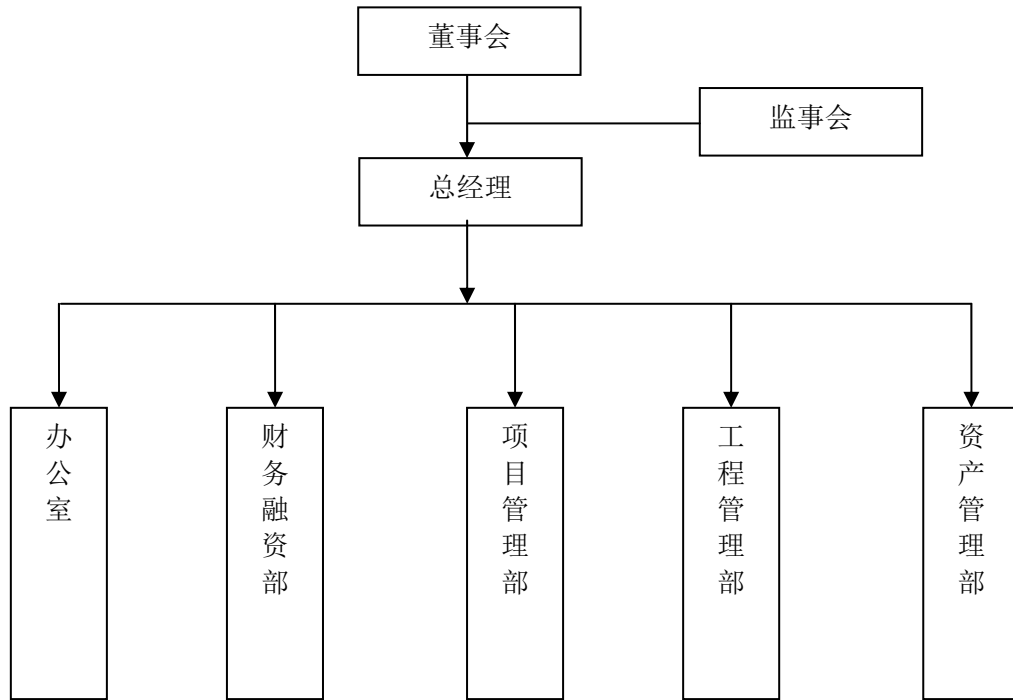 董事会
监事会
总经理
办公室
财务融资部
项目管理部
工程管理部
资产管理部